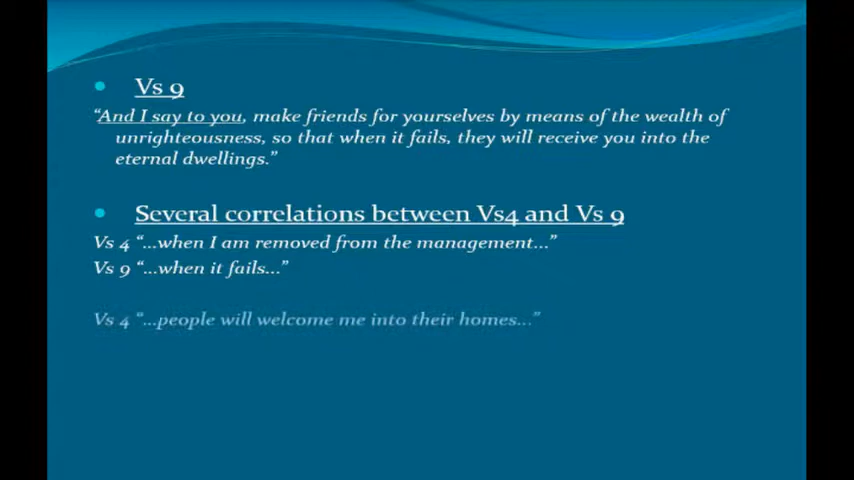 Vs 9
“And I say to you, make friends for yourselves by means of the wealth of
unrighteousness, so that when it fails, they will receive you into the
eternal dwellings.”
Several correlations between Vs4 and Vs 9
Vs 4 “...when I am removed from the management...”
Vs 9 “...when it fails...”
Vs 4 “...people will welcome me into their homes...”